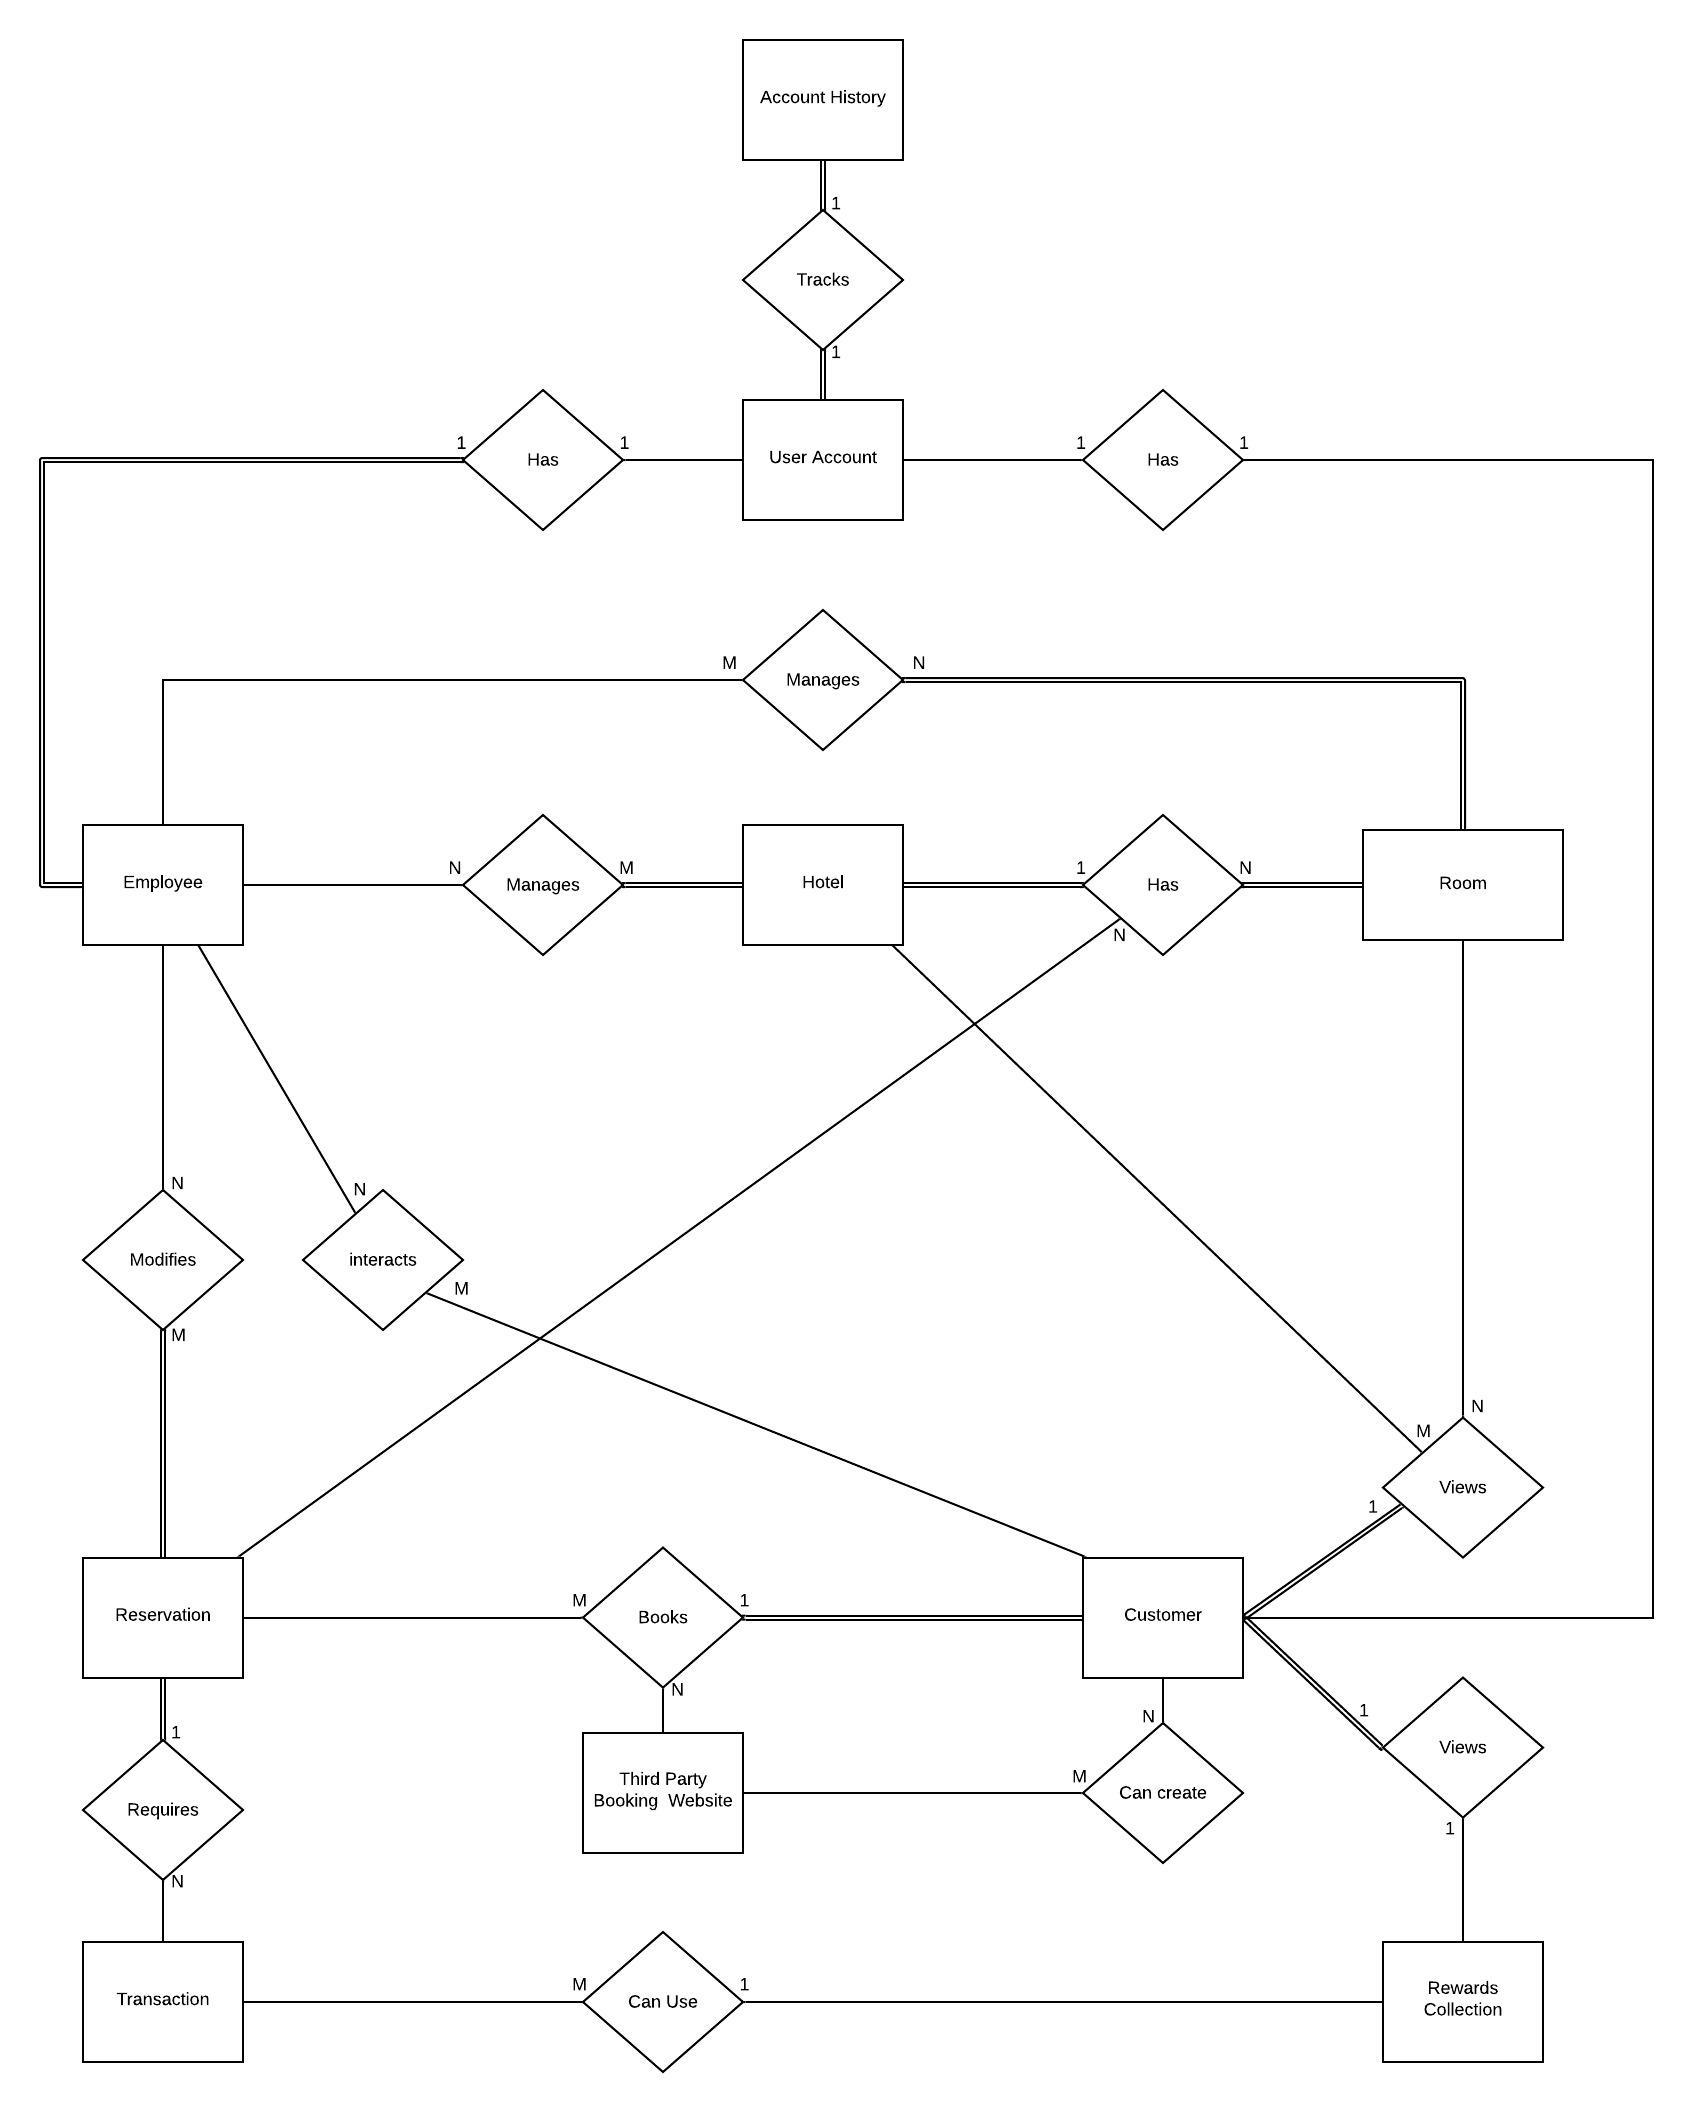 Account History
1
Tracks
1
1
Has
1
User Account
1
Has
1
M
Manages
N
Employee
N
Manages
M
Hotel
1
Has
N
N
Room
N
Modifies
M
N
interacts
M
N
M
Views
1
Reservation
M
Books
1
N
Customer
1
Views
1
1
Requires
N
Third Party
Booking  Website
N
M
Can create
Transaction
M
Can Use
1
Rewards
Collection